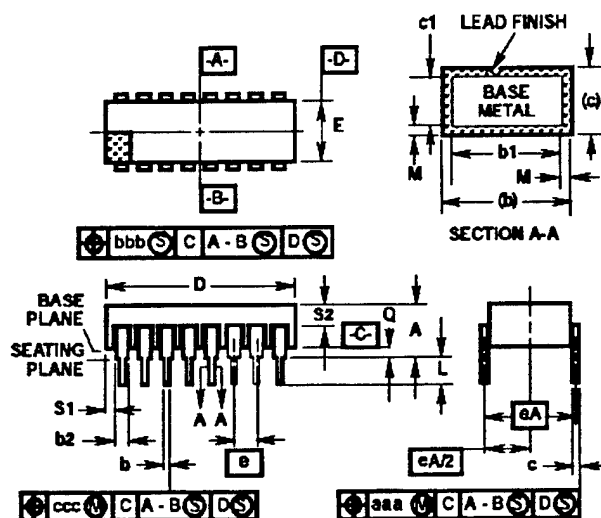 c1
LEAD FINISH
-A-
-D-
BASE
METAL
(c)
E
M
b1
M
-B-
(b)
bbb Ⓢ C A - B Ⓢ D Ⓢ
SECTION A-A
D
BASE
PLANE
S2
Q
A
-C-
SEATING
PLANE
L
S1
A A
eA
b2
e
b
eA/2
c
ccc Ⓜ C A - B Ⓢ D Ⓢ
aaa Ⓜ C A - B Ⓢ D Ⓢ